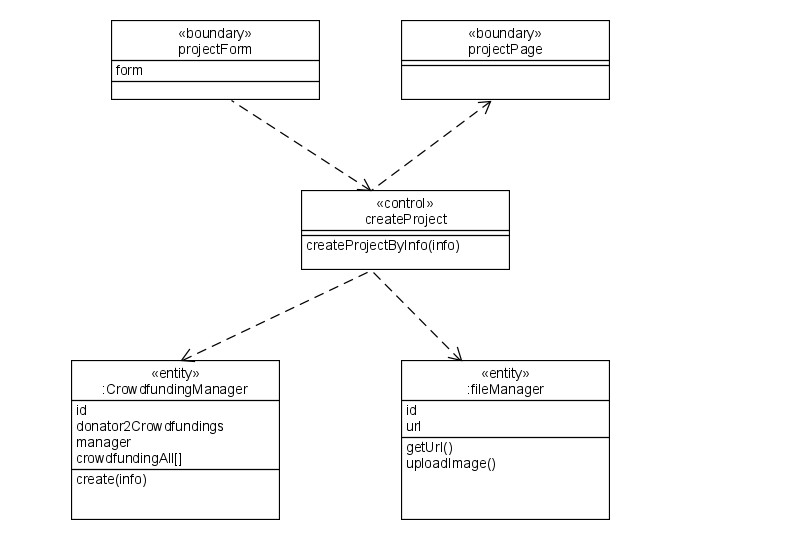 «boundary»
projectForm
form
«boundary»
projectPage
«control»
createProject
createProjectByInfo(info)
«entity»
:CrowdfundingManager
id
donator2Crowdfundings
manager
crowdfundingAll[]
create(info)
«entity»
:fileManager
id
url
getUrl()
uploadImage()